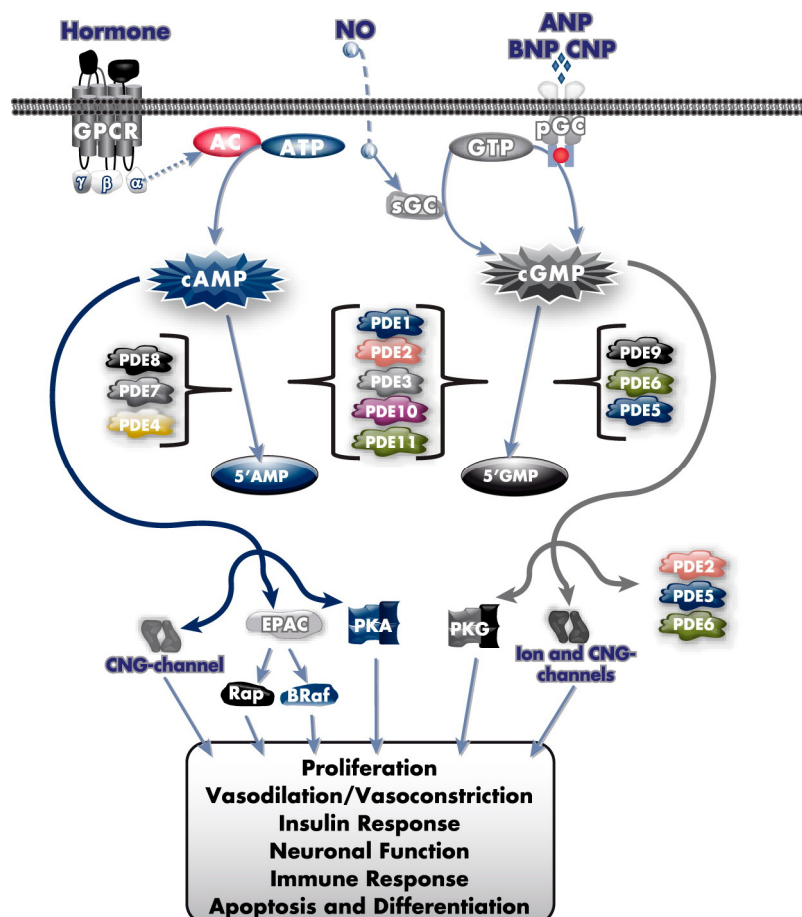 Hormone
NO
ANP
BNP CNP
GPCR
pGC
AC
ATP
GTP
γ
β
α
sGC
cAMP
cGMP
PDE1
PDE2
PDE3
PDE10
PDE11
PDE8
PDE7
PDE4
PDE9
PDE6
PDE5
5'AMP
5'GMP
PDE2
PDE5
PDE6
EPAC
PKA
PKG
CNG-channel
Ion and CNG-
channels
Rap
BRaf
Proliferation
Vasodilation/Vasoconstriction
Insulin Response
Neuronal Function
Immune Response
Apoptosis and Differentiation